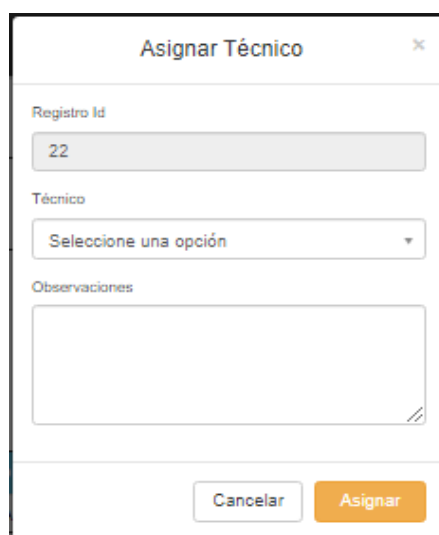 Asignar Técnico
×
Registro Id
22
Técnico
Seleccione una opción
Observaciones
Cancelar
Asignar